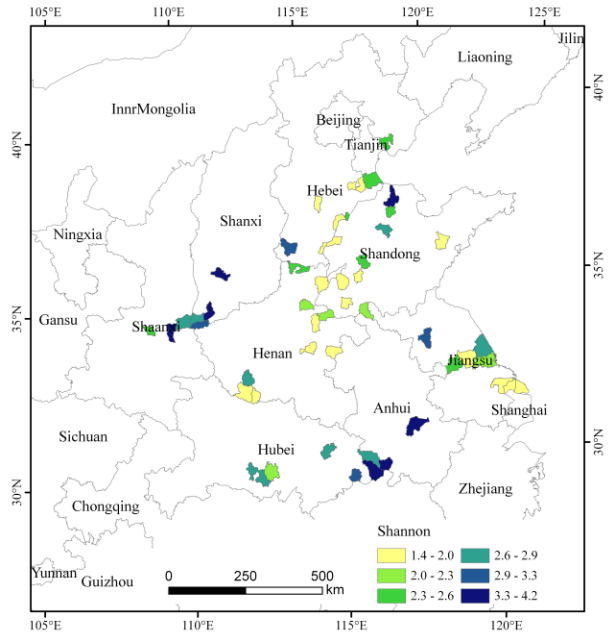 105°E 110°E 115°E 120°E 125°E
Jilin
Liaoning
40°N
InnrMongolia
Beijing
40°N
Tianjin
Hebei
Shanxi
Ningxia
Shandong
35°N
Gansu
35°N
Shaanxi
Henan
Jiangsu
Anhui
Shanghai
Sichuan
Hubei
30°N
30°N
Zhejiang
Chongqing
Shannon
Yunnan
Guizhou
0 250 500
km
1.4 - 2.0 2.6 - 2.9
2.0 - 2.3 2.9 - 3.3
2.3 - 2.6 3.3 - 4.2
105°E 110°E 115°E 120°E